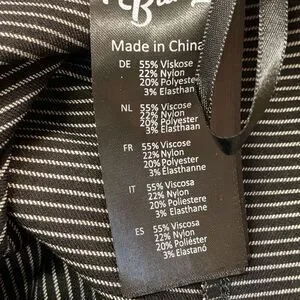 Made in China
DE 55% Viskose
22% Nylon
20% Polyester
3% Elasthan
NL 55% Viscose
22% Nylon
20% Polyester
3% Elasthaan
FR 55% Viscose
22% Nylon
20% Polyester
3% Elasthanne
IT 55% Viscosa
22% Nylon
20% Poliestere
3% Elasthane
ES 55% Viscosa
22% Nylon
20% Poliéster
3% Elastanó